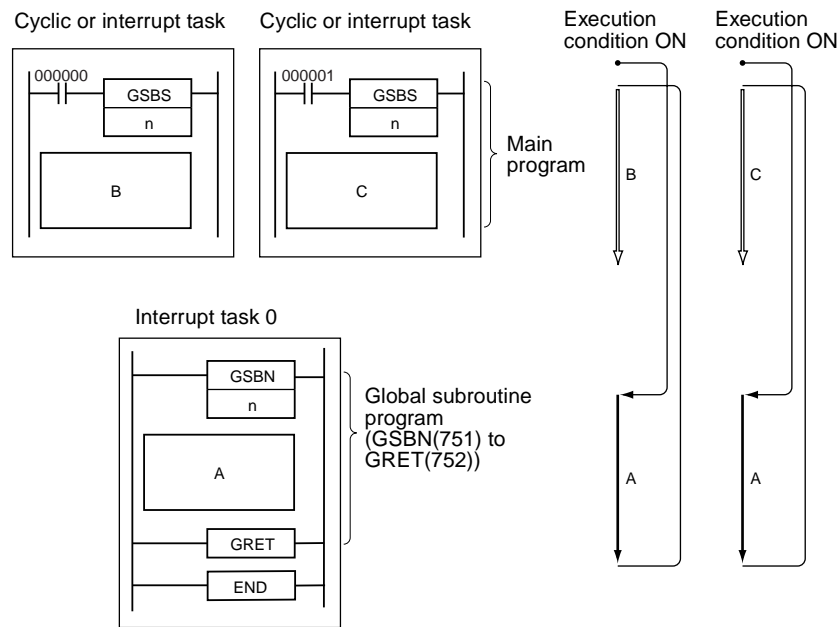 Cyclic or interrupt task
000000
GSBS
n
B
Cyclic or interrupt task
000001
GSBS
n
C
Main
program
Execution
condition ON
B
A
Execution
condition ON
C
A
Interrupt task 0
GSBN
n
A
GRET
END
Global subroutine
program
(GSBN(751) to
GRET(752))